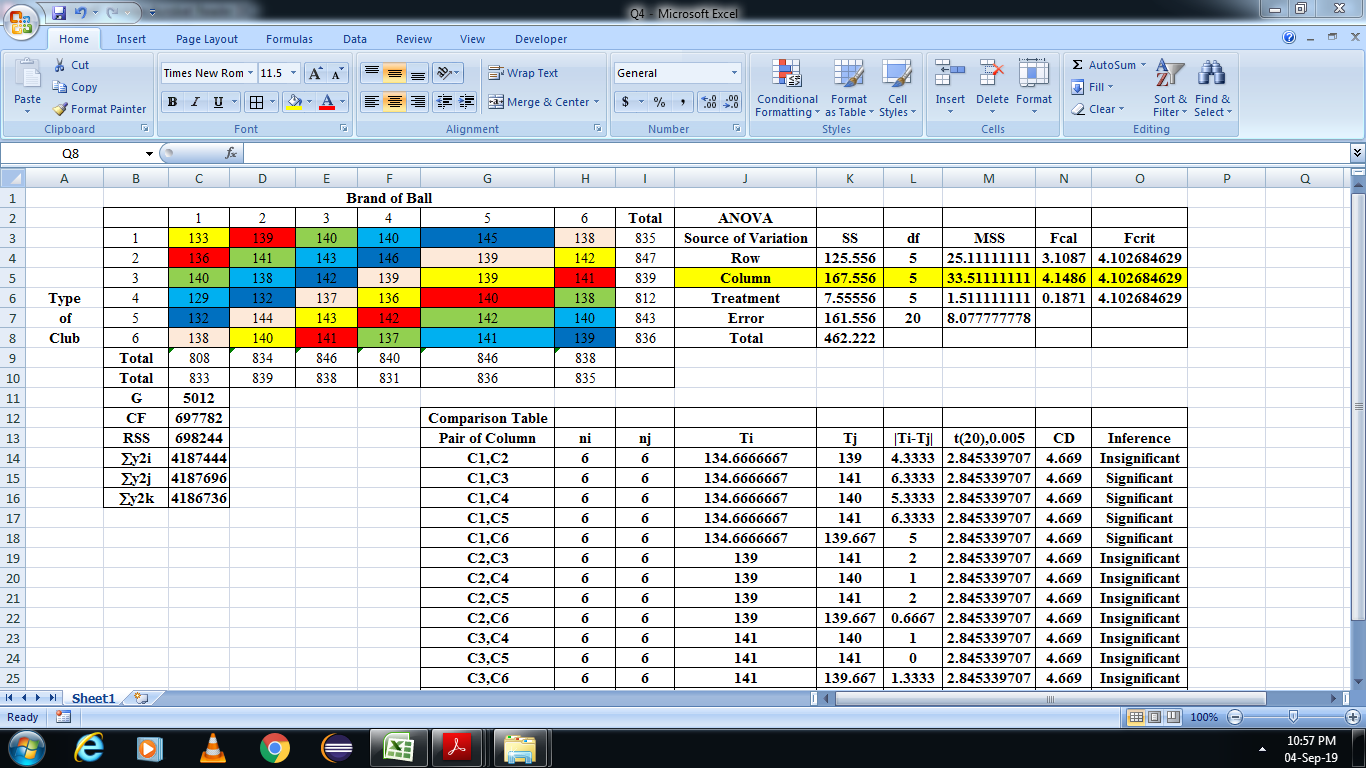 Q4 - Microsoft Excel
Home Insert Page Layout Formulas Data Review View Developer
Paste Cut Copy Format Painter
Times New Rom 11.5 A A
B I U A
Wrap Text
Merge & Center
General
$ % ,
Conditional Formatting Format as Table Cell Styles
Insert Delete Format
Σ AutoSum Fill Clear
Sort & Filter Find & Select
Clipboard Font Alignment Number Styles Cells Editing
Q8 fx
A B C D E F G H I J K L M N O P Q
1 Brand of Ball
2 1 2 3 4 5 6 Total ANOVA
3 1 133 139 140 140 145 138 835 Source of Variation SS df MSS Fcal Fcrit
4 2 136 141 143 146 139 142 847 Row 125.556 5 25.11111111 3.1087 4.102684629
5 3 140 138 142 139 139 141 839 Column 167.556 5 33.51111111 4.1486 4.102684629
6 Type 4 129 132 137 136 140 138 812 Treatment 7.55556 5 1.511111111 0.1871 4.102684629
7 of 5 132 144 143 142 142 140 843 Error 161.556 20 8.077777778
8 Club 6 138 140 141 137 141 139 836 Total 462.222
9 Total 808 834 846 840 846 838
10 Total 833 839 838 831 836 835
11 G 5012
12 CF 697782 Comparison Table
13 RSS 698244 Pair of Column ni nj Ti Tj |Ti-Tj| t(20),0.005 CD Inference
14 ∑y2i 4187444 C1,C2 6 6 134.6666667 139 4.3333 2.845339707 4.669 Insignificant
15 ∑y2j 4187696 C1,C3 6 6 134.6666667 141 6.3333 2.845339707 4.669 Significant
16 ∑y2k 4186736 C1,C4 6 6 134.6666667 140 5.3333 2.845339707 4.669 Significant
17 C1,C5 6 6 134.6666667 141 6.3333 2.845339707 4.669 Significant
18 C1,C6 6 6 134.6666667 139.667 5 2.845339707 4.669 Significant
19 C2,C3 6 6 139 141 2 2.845339707 4.669 Insignificant
20 C2,C4 6 6 139 140 1 2.845339707 4.669 Insignificant
21 C2,C5 6 6 139 141 2 2.845339707 4.669 Insignificant
22 C2,C6 6 6 139 139.667 0.6667 2.845339707 4.669 Insignificant
23 C3,C4 6 6 141 140 1 2.845339707 4.669 Insignificant
24 C3,C5 6 6 141 141 0 2.845339707 4.669 Insignificant
25 C3,C6 6 6 141 139.667 1.3333 2.845339707 4.669 Insignificant
Sheet1
Ready 100%
10:57 PM
04-Sep-19